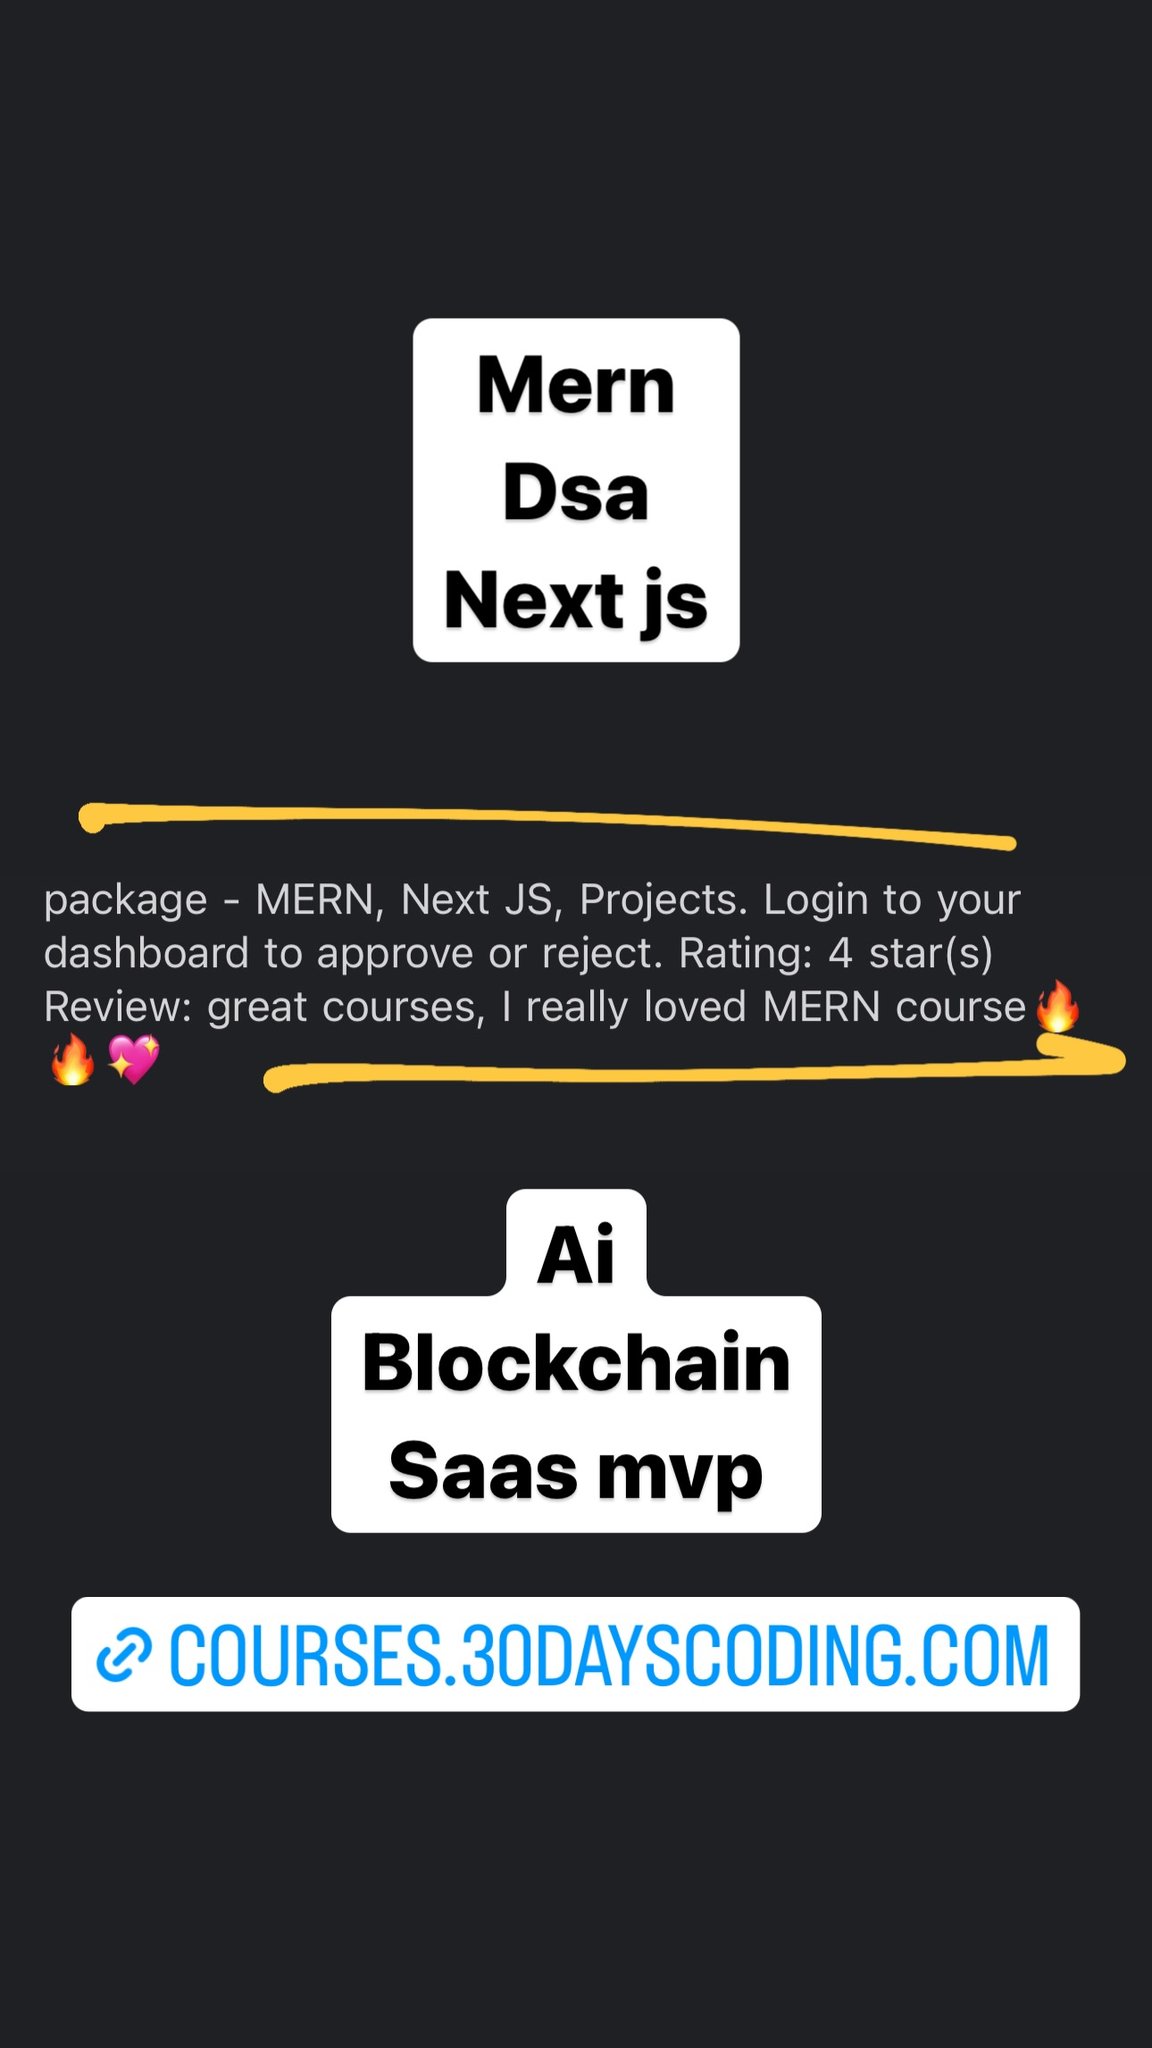 Mern
Dsa
Next js
package - MERN, Next JS, Projects. Login to your
dashboard to approve or reject. Rating: 4 star(s)
Review: great courses, I really loved MERN course🔥
🔥💖
Ai
Blockchain
Saas mvp
COURSES.30DAYSCODING.COM